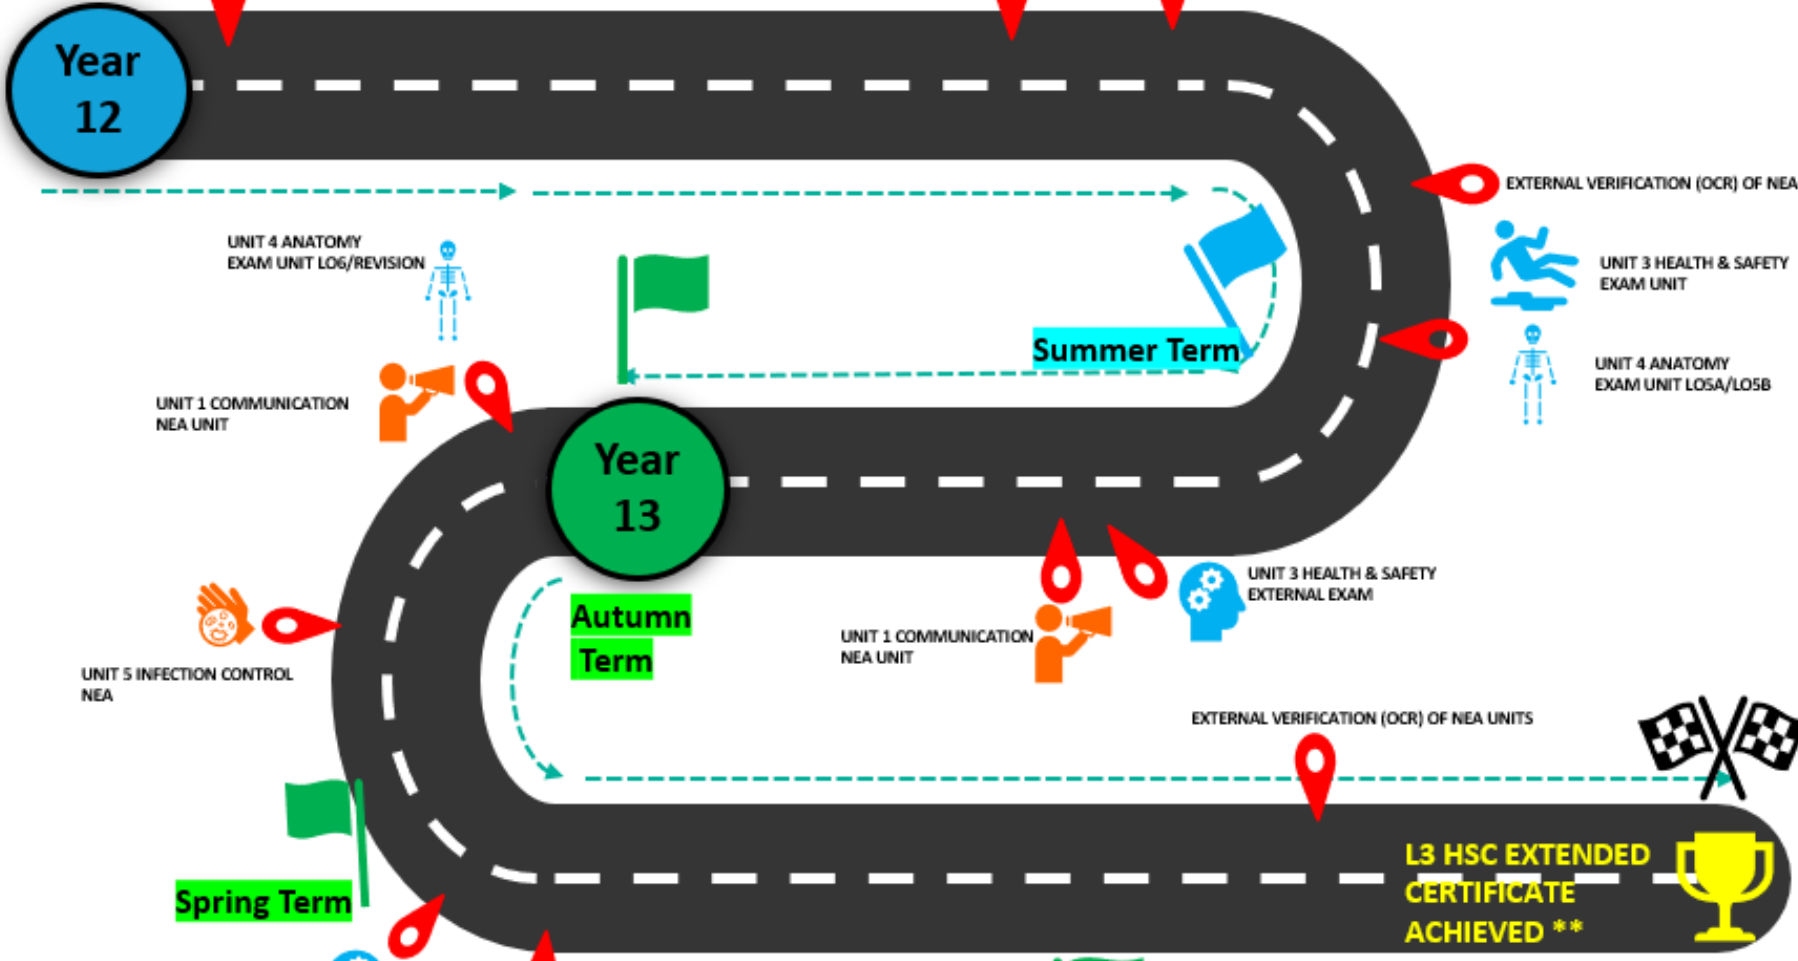 Year
12
EXTERNAL VERIFICATION (OCR) OF NEA
UNIT 4 ANATOMY
EXAM UNIT LO6/REVISION
UNIT 3 HEALTH & SAFETY
EXAM UNIT
Summer Term
UNIT 4 ANATOMY
EXAM UNIT LO5A/LO5B
UNIT 1 COMMUNICATION
NEA UNIT
Year
13
UNIT 3 HEALTH & SAFETY
EXTERNAL EXAM
Autumn
Term
UNIT 1 COMMUNICATION
NEA UNIT
UNIT 5 INFECTION CONTROL
NEA
EXTERNAL VERIFICATION (OCR) OF NEA UNITS
Spring Term
L3 HSC EXTENDED
CERTIFICATE
ACHIEVED **